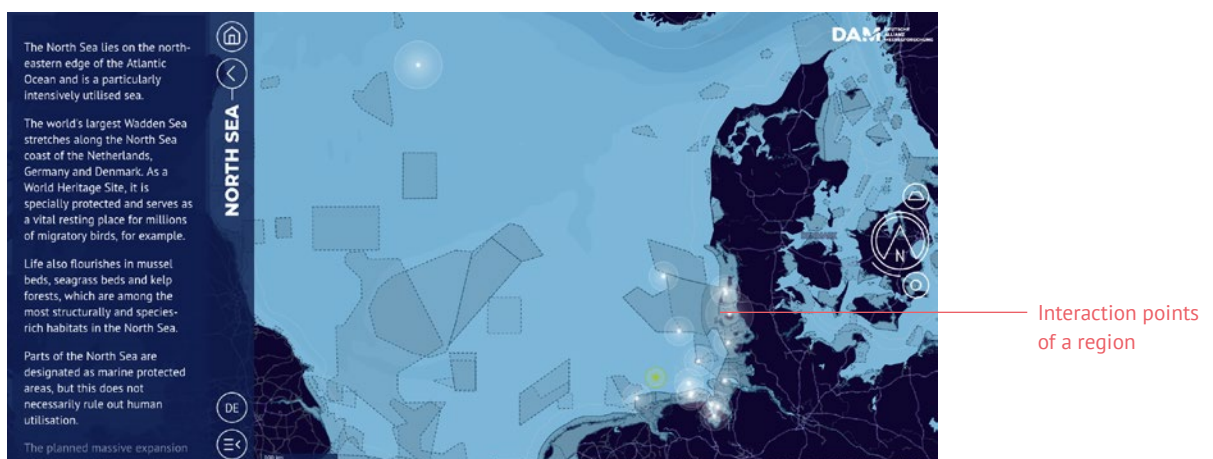 The North Sea lies on the north-
eastern edge of the Atlantic
Ocean and is a particularly
intensively utilised sea.
The world's largest Wadden Sea
stretches along the North Sea
coast of the Netherlands,
Germany and Denmark. As a
World Heritage Site, it is
specially protected and serves as
a vital resting place for millions
of migratory birds, for example.
Life also flourishes in mussel
beds, seagrass beds and kelp
forests, which are among the
most structurally and species-
rich habitats in the North Sea.
Parts of the North Sea are
designated as marine protected
areas, but this does not
necessarily rule out human
utilisation.
The planned massive expansion
NORTH SEA
DE
DAM DEUTSCHE
ALLIANZ
MEERESFORSCHUNG
N
Interaction points
of a region